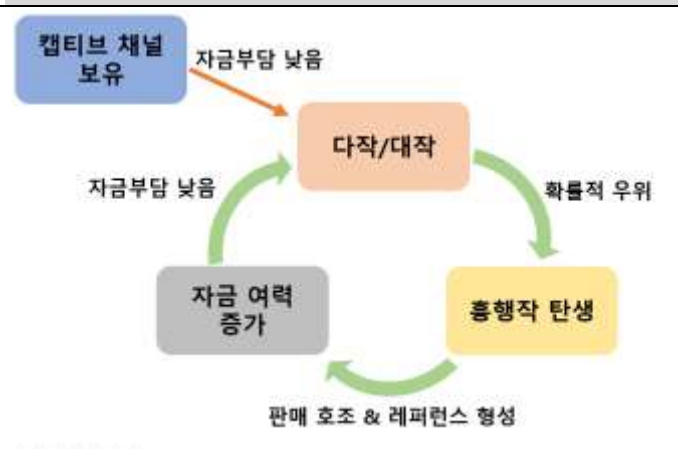 캡티브 채널
보유
자금부담 낮음
다작/대작
자금부담 낮음
확률적 우위
자금 여력
증가
흥행작 탄생
판매 호조 & 레퍼런스 형성